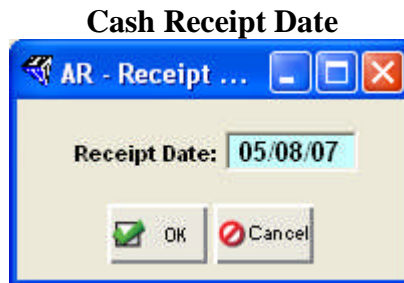 Cash Receipt Date
AR - Receipt ...
Receipt Date: 05/08/07
OK Cancel